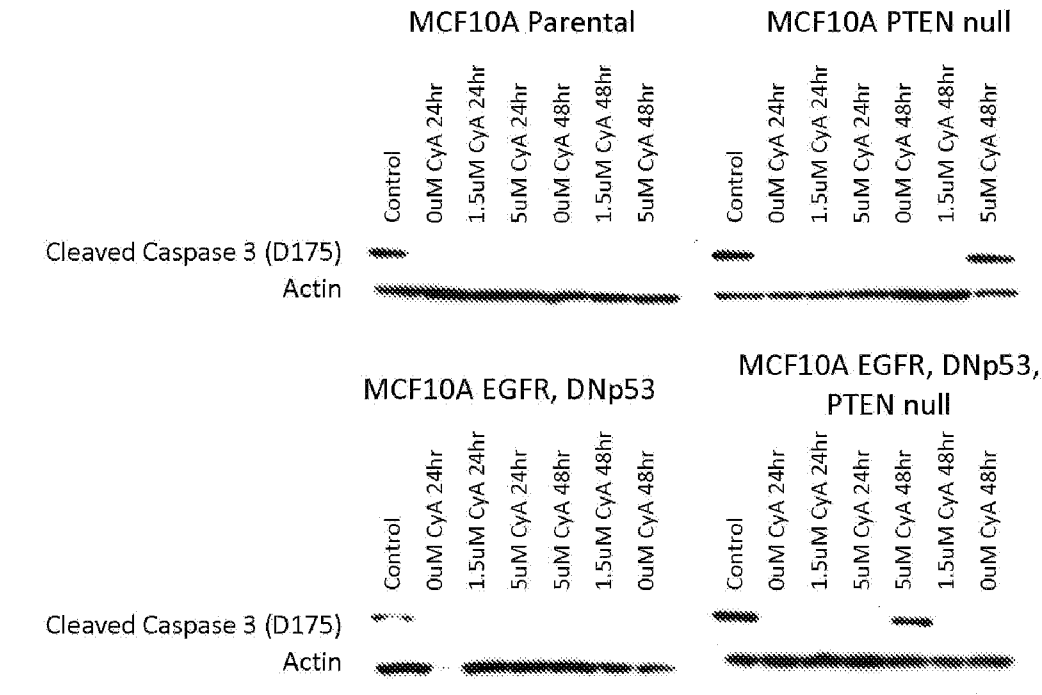 MCF10A Parental
Control
0uM CyA 24hr
1.5uM CyA 24hr
5uM CyA 24hr
0uM CyA 48hr
1.5uM CyA 48hr
5uM CyA 48hr
MCF10A PTEN null
Control
0uM CyA 24hr
1.5uM CyA 24hr
5uM CyA 24hr
0uM CyA 48hr
1.5uM CyA 48hr
5uM CyA 48hr
Cleaved Caspase 3 (D175)
Actin
MCF10A EGFR, DNp53
Control
0uM CyA 24hr
1.5uM CyA 24hr
5uM CyA 24hr
5uM CyA 48hr
1.5uM CyA 48hr
0uM CyA 48hr
MCF10A EGFR, DNp53,
PTEN null
Control
0uM CyA 24hr
1.5uM CyA 24hr
5uM CyA 24hr
5uM CyA 48hr
1.5uM CyA 48hr
0uM CyA 48hr
Cleaved Caspase 3 (D175)
Actin